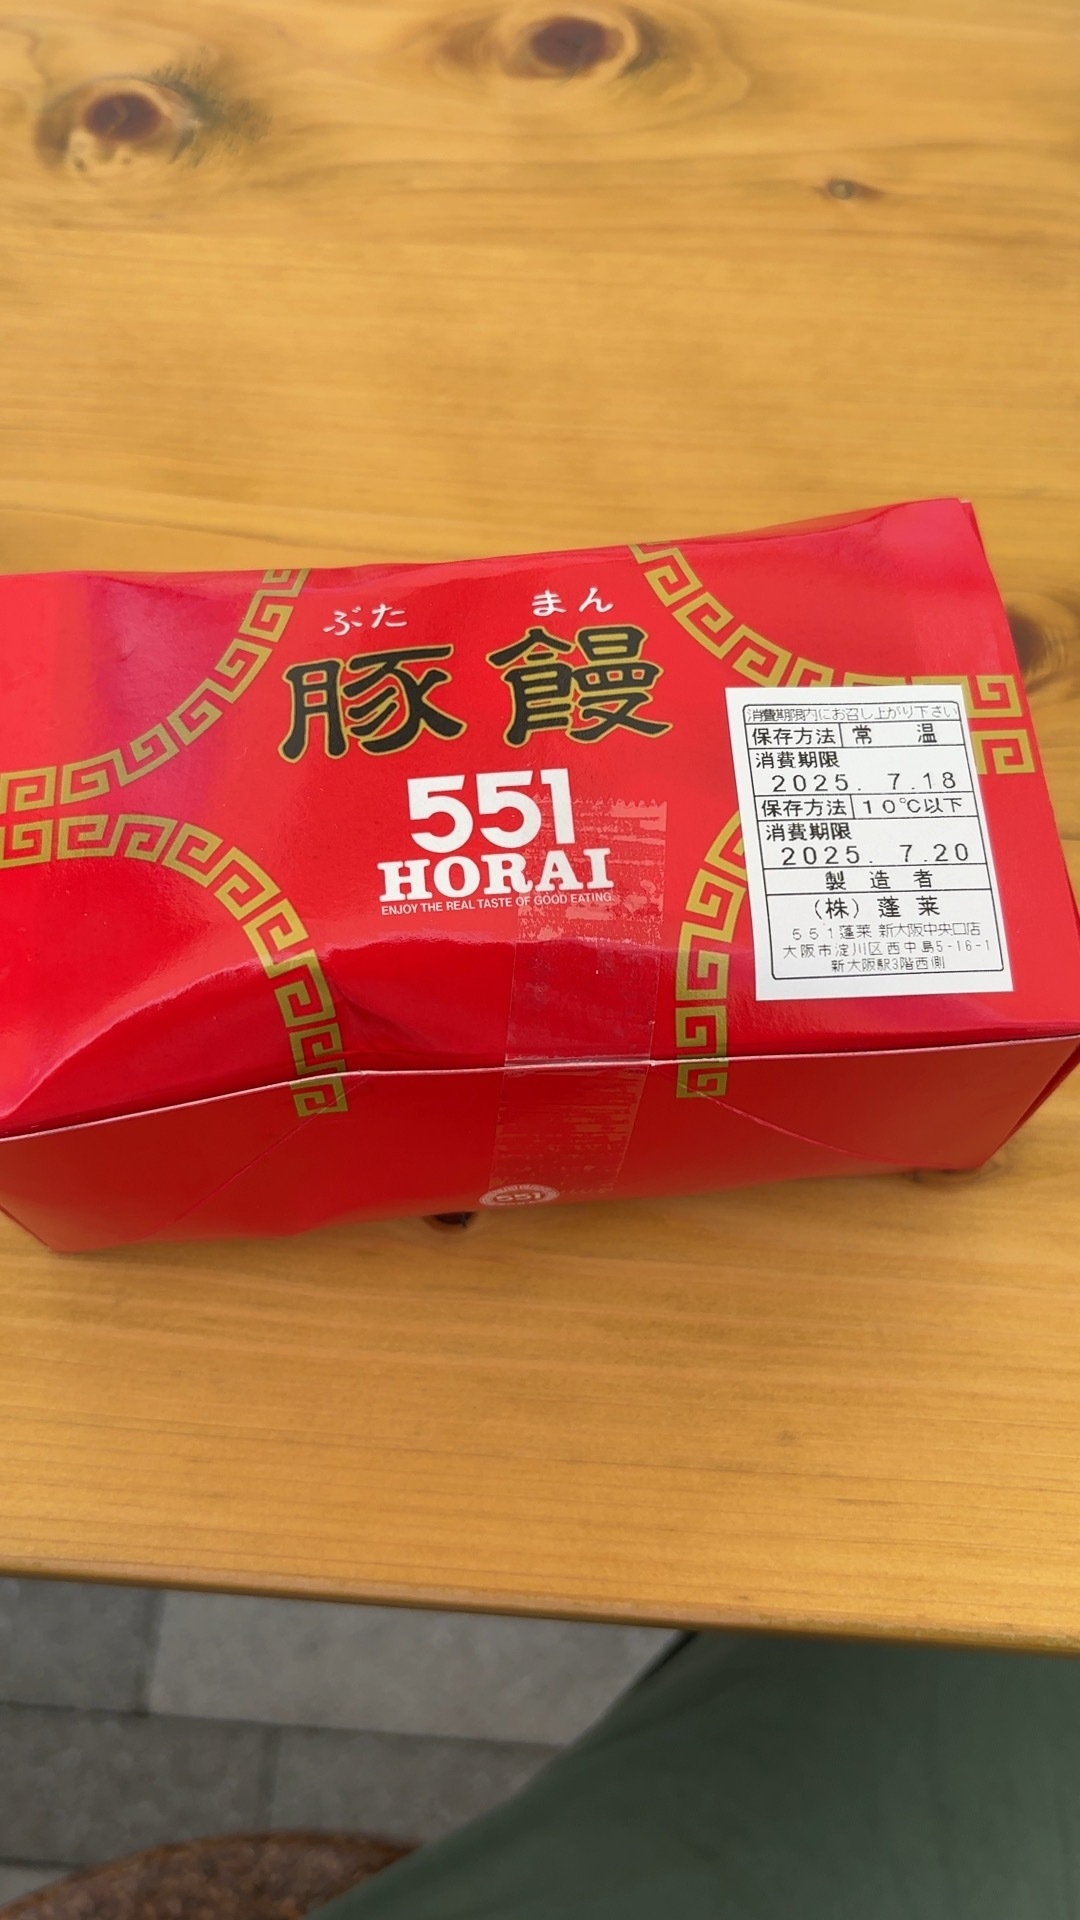 ぶた まん
豚饅
551
HORAI
ENJOY THE REAL TASTE OF GOOD EATING.
消費期限内にお召し上がり下さい
保存方法 常 温
消費期限
2025. 7.18
保存方法 10℃以下
消費期限
2025. 7.20
製 造 者
(株) 蓬 莱
551蓬莱 新大阪中央口店
大阪市淀川区西中島5-16-1
新大阪駅3階西側
551